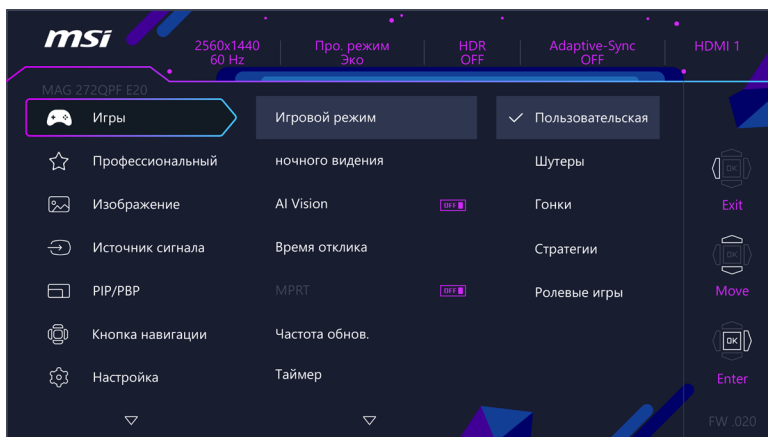 msi
2560x1440
60 Hz
Про. режим
Эко
HDR
OFF
Adaptive-Sync
OFF
HDMI 1
MAG 272QPF E20
Игры
Игровой режим
Пользовательская
Профессиональный
ночного видения
Шутеры
OK
Изображение
AI Vision
OFF
Гонки
Exit
Источник сигнала
Время отклика
Стратегии
OK
PIP/PBP
MPRT
OFF
Ролевые игры
Move
Кнопка навигации
Частота обнов.
OK
Настройка
Таймер
Enter
FW .020